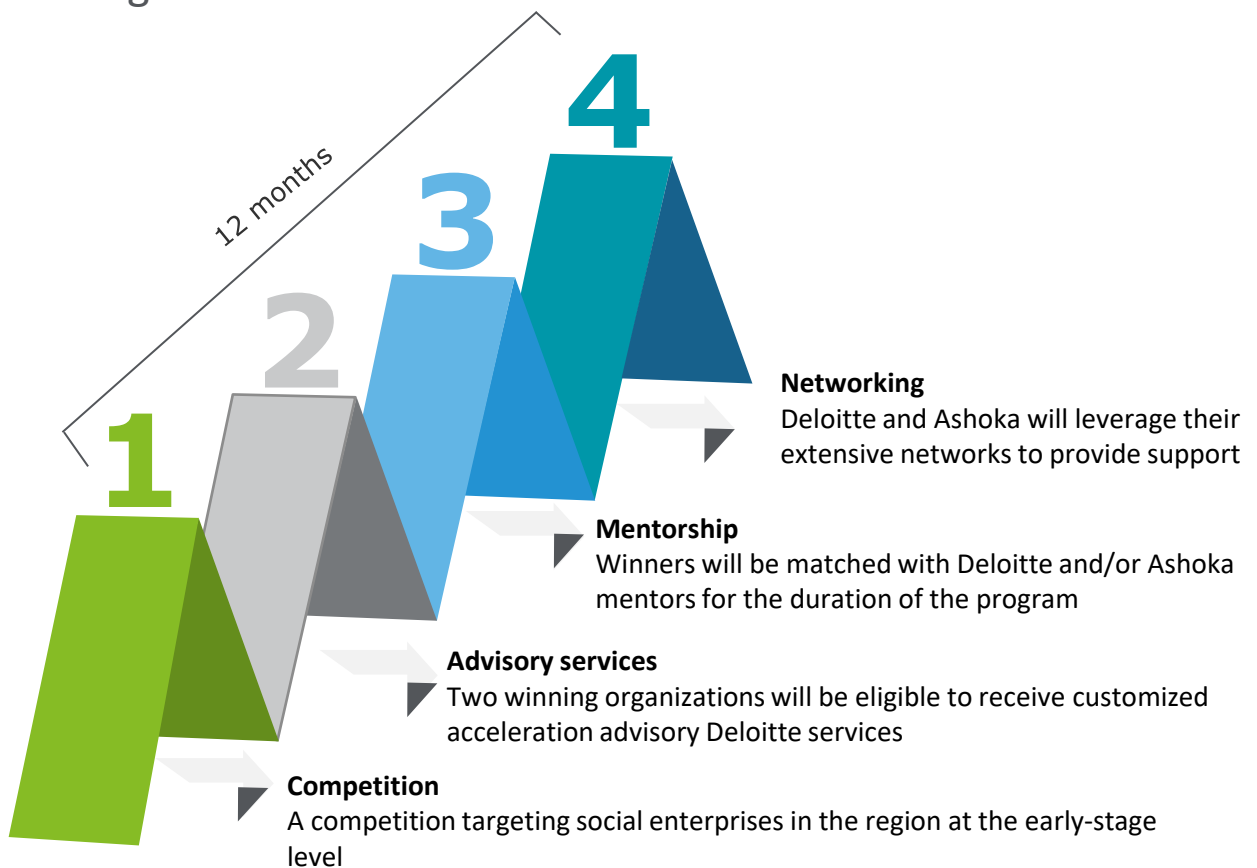 12 months
4
3
2
1
Networking
Deloitte and Ashoka will leverage their
extensive networks to provide support
Mentorship
Winners will be matched with Deloitte and/or Ashoka
mentors for the duration of the program
Advisory services
Two winning organizations will be eligible to receive customized
acceleration advisory Deloitte services
Competition
A competition targeting social enterprises in the region at the early-stage
level